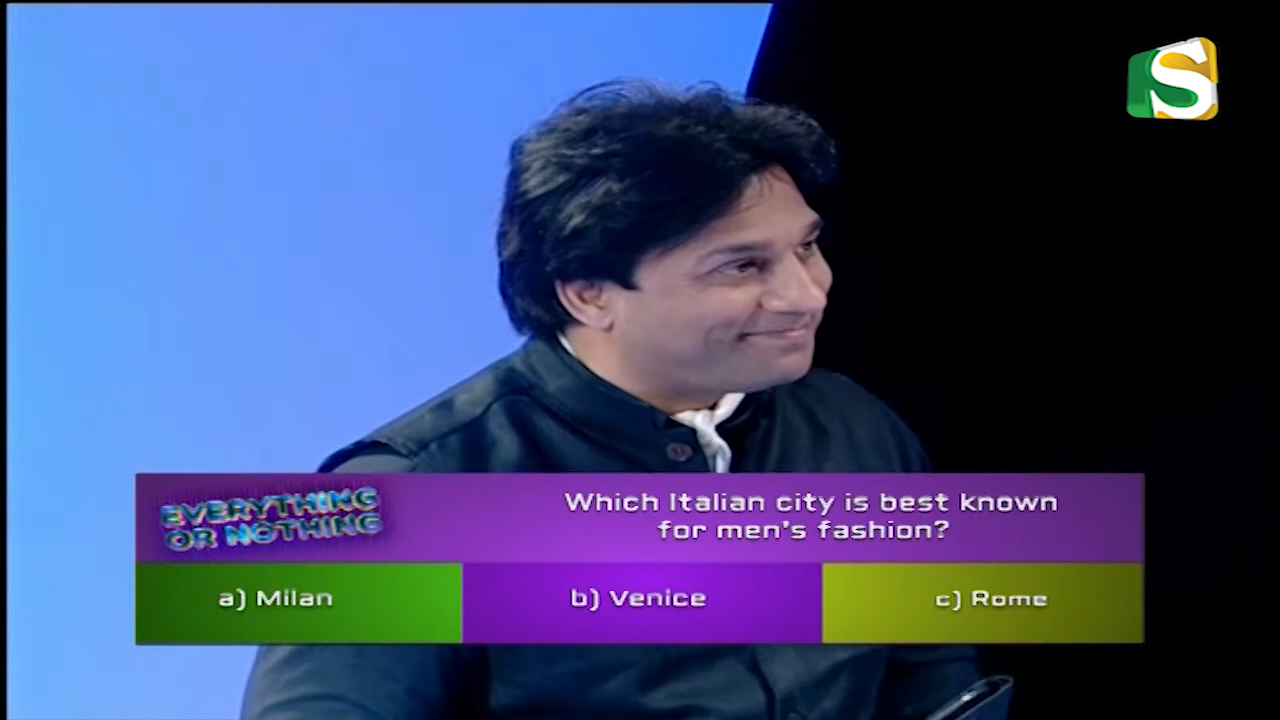 S
EVERYTHING
OR NOTHING
Which Italian city is best known
for men's fashion?
a) Milan
b) Venice
c) Rome